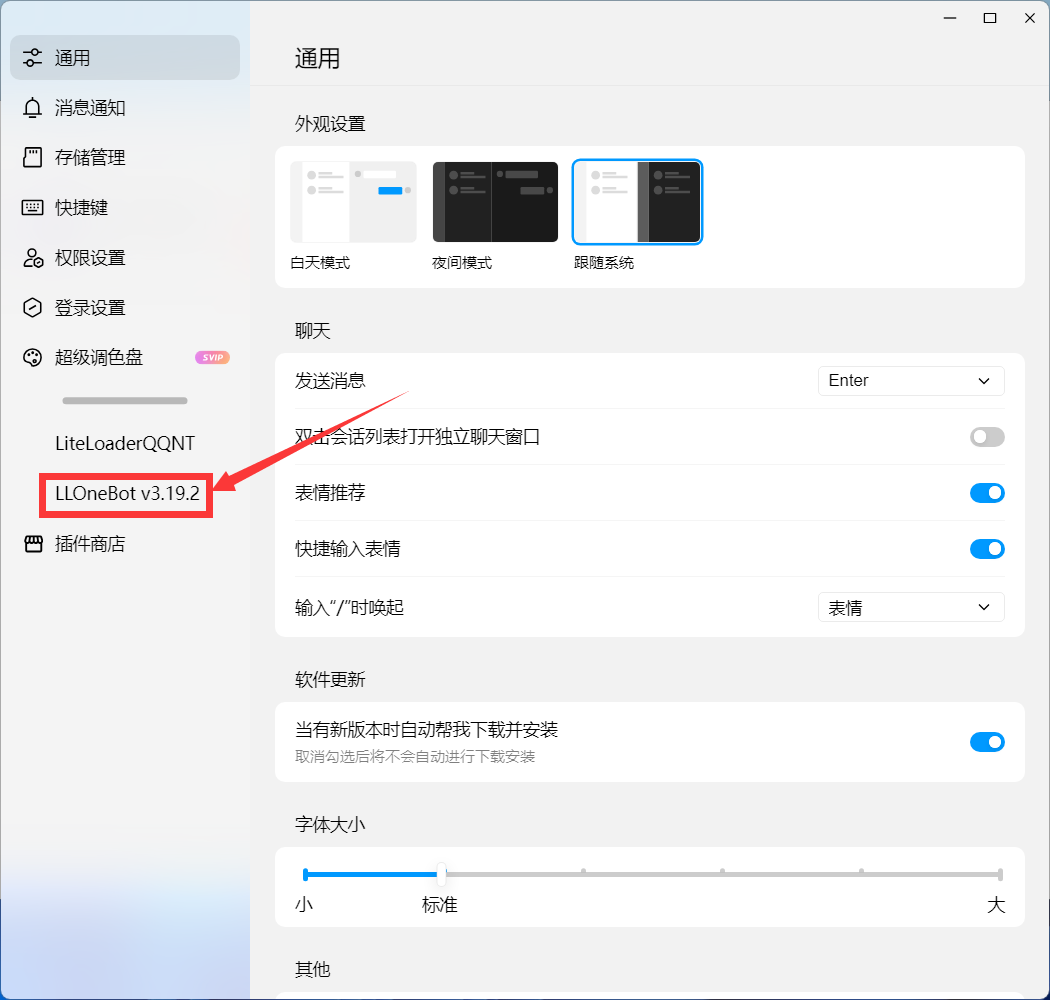 通用
消息通知
存储管理
快捷键
权限设置
登录设置
超级调色盘 SVIP
LiteLoaderQQNT
LLOneBot v3.19.2
插件商店
通用
外观设置
白天模式 夜间模式 跟随系统
聊天
发送消息 Enter
双击会话列表打开独立聊天窗口
表情推荐
快捷输入表情
输入“/”时唤起 表情
软件更新
当有新版本时自动帮我下载并安装
取消勾选后将不会自动进行下载安装
字体大小
小 标准 大
其他